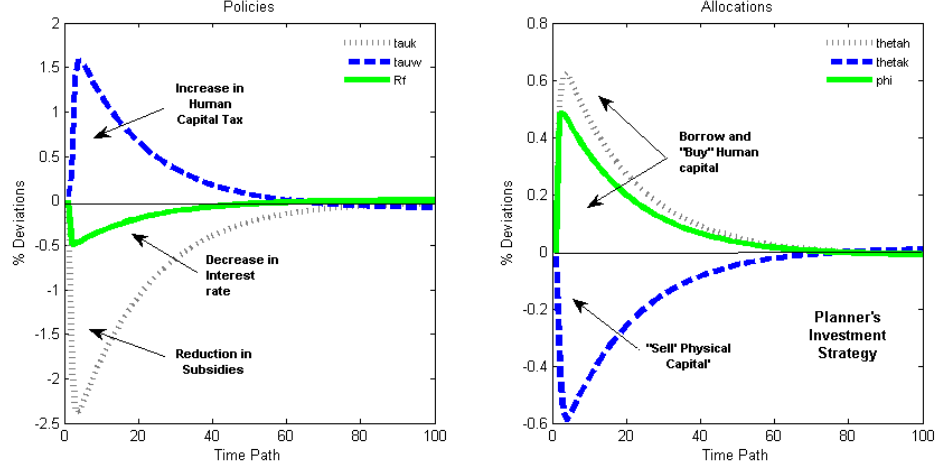 Policies
2
1.5
1
0.5
0
-0.5
-1
-1.5
-2
-2.5
% Deviations
tauk
tauw
Rf
Increase in
Human
Capital Tax
Decrease in
Interest
rate
Reduction in
Subsidies
0 20 40 60 80 100
Time Path
Allocations
0.8
0.6
0.4
0.2
0
-0.2
-0.4
-0.6
% Deviations
thetah
thetak
phi
Borrow and
"Buy" Human
capital
"Sell' Physical
Capital'
Planner's
Investment
Strategy
0 20 40 60 80 100
Time Path